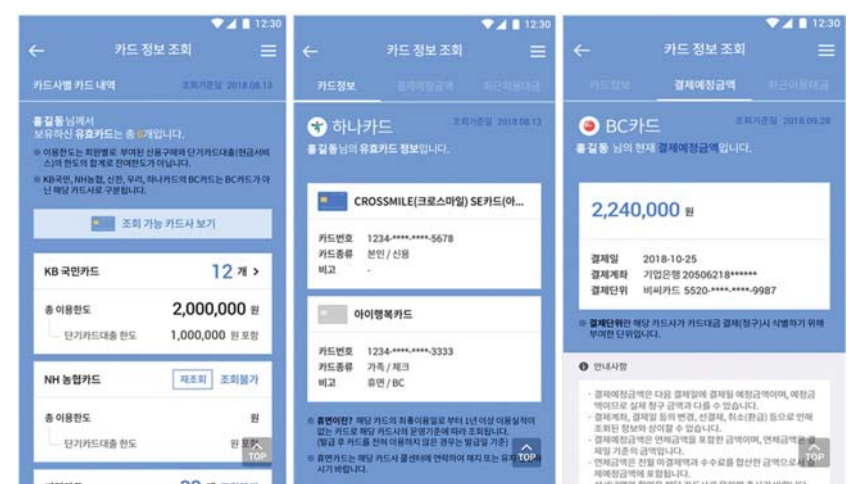 12:30
카드 정보 조회
카드사별 카드 내역
조회기준일 2018.08.13
홍길동님께서
보유하신 유효카드는 총 개입니다.
※ 이용한도는 회원별로 부여된 신용구매와 단기카드대출(현금서비
스)의 한도의 합계로 잔여한도가 아닙니다.
※ KB국민, NH농협, 신한, 우리, 하나카드의 BC카드는 BC카드가 아
닌 해당 카드사로 구분됩니다.
조회 가능 카드사 보기
KB 국민카드
12 개 >
총 이용한도
2,000,000 원
단기카드대출 한도
1,000,000 원 포함
NH 농협카드
재조회 조회불가
총 이용한도
원
단기카드대출 한도
원 포함
TOP
12:30
카드 정보 조회
카드정보 결제예정금액 최근이용대금
하나카드
조회기준일 2018.08.13
홍길동님의 유효카드 정보입니다.
CROSSMILE(크로스마일) SE카드(아...
카드번호 1234-****-****-5678
카드종류 본인 / 신용
비고 -
아이행복카드
카드번호 1234-****-****-3333
카드종류 가족 / 체크
비고 휴면 / BC
※ 휴면이란? 해당 카드의 최종이용일로 부터 1년 이상 이용실적이
없는 카드로 해당 카드사의 운영기준에 따라 조회됩니다.
(발급 후 카드를 전혀 이용하지 않은 경우는 발급일 기준)
※ 휴면카드는 해당 카드사 콜센터에 연락하여 해지 또는
시기 바랍니다.
TOP
12:30
카드 정보 조회
카드정보 결제예정금액 최근이용대금
BC카드
조회기준일 2018.09.28
홍길동 님의 현재 결제예정금액입니다.
2,240,000 원
결제일 2018-10-25
결제계좌 기업은행 20506218******
결제단위 비씨카드 5520-****-****-9987
※ 결제단위란 해당 카드사가 카드대금 결제(청구)시 식별하기 위해
부여한 단위입니다.
안내사항
- 결제예정금액은 다음 결제일에 결제될 예정금액이며, 예정금
액이므로 실제 청구 금액과 다를 수 있습니다.
- 결제계좌, 결제일 등의 변경, 선결제, 취소(환급) 등으로 인해
조회된 정보와 상이할 수 있습니다.
- 결제예정금액은 연체금액을 포함한 금액이며, 연체금액은 결
제일 기준의 금액입니다.
- 연체금액은 전월 미결제액과 수수료를 합산한 금액으로서 결
제예정금액에 포함됩니다.
TOP